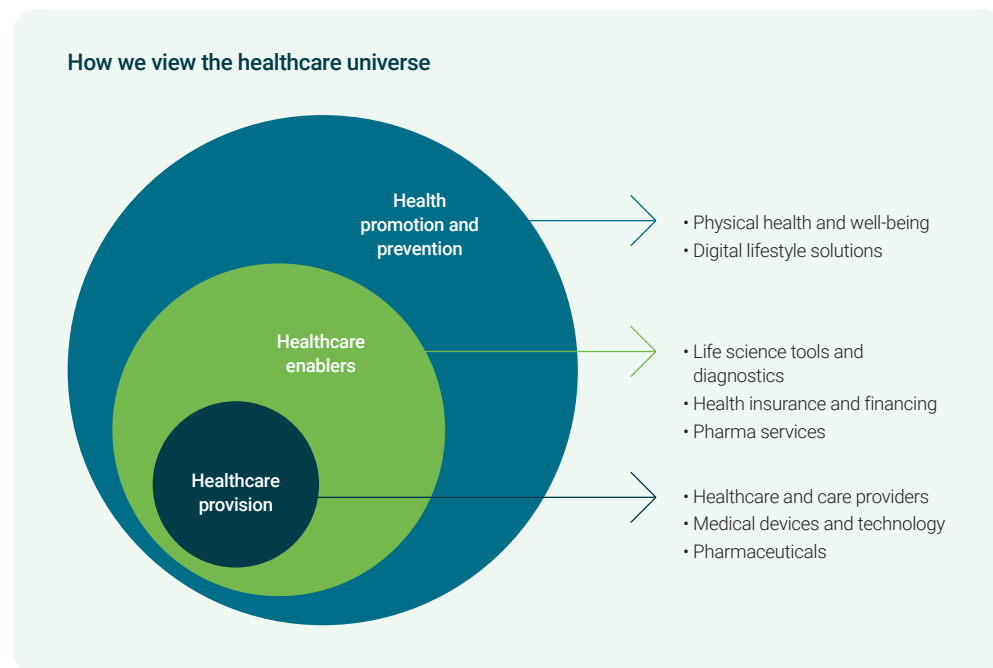 How we view the healthcare universe
Health
promotion and
prevention
• Physical health and well-being
• Digital lifestyle solutions
Healthcare
enablers
• Life science tools and
diagnostics
• Health insurance and financing
• Pharma services
Healthcare
provision
• Healthcare and care providers
• Medical devices and technology
• Pharmaceuticals